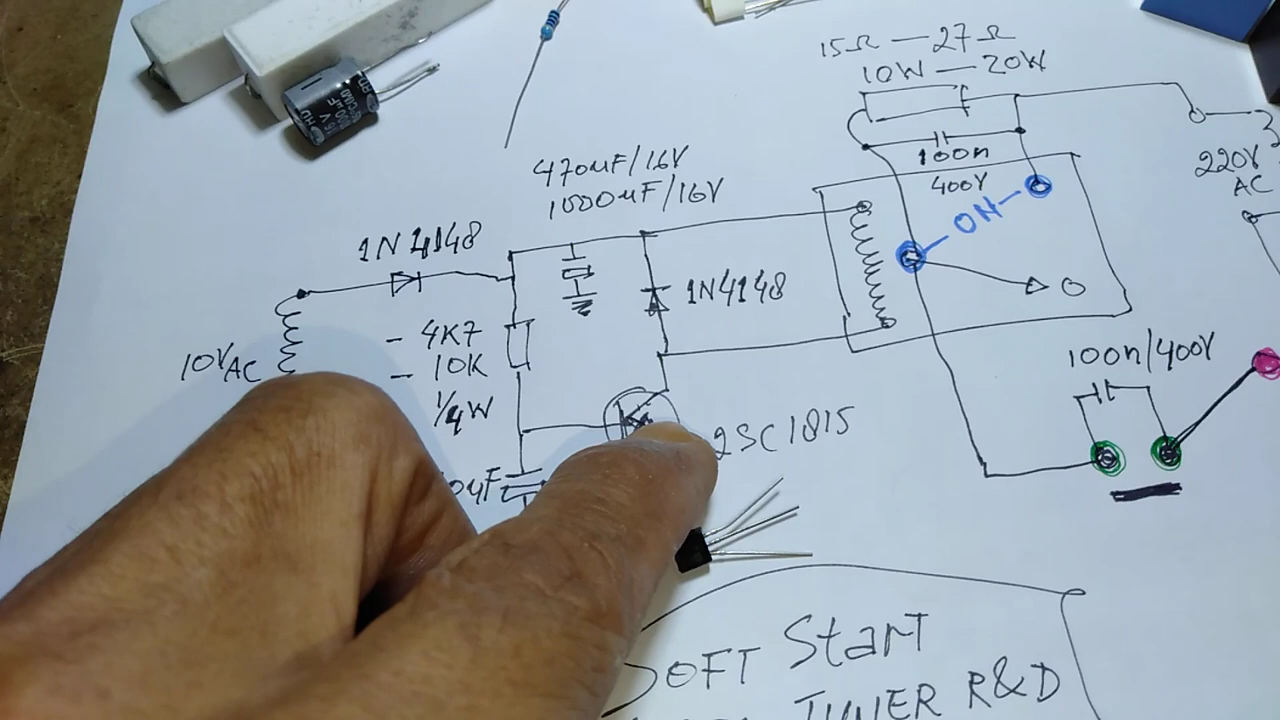 15Ω — 27Ω
10W — 20W
220V
AC
100n
400V
ON
470uF/16V
1000uF/16V
1N4148
1N4148
- 4K7
- 10K
1/4W
10VAC
100n/400V
2SC1815
SOFT Start
R&D